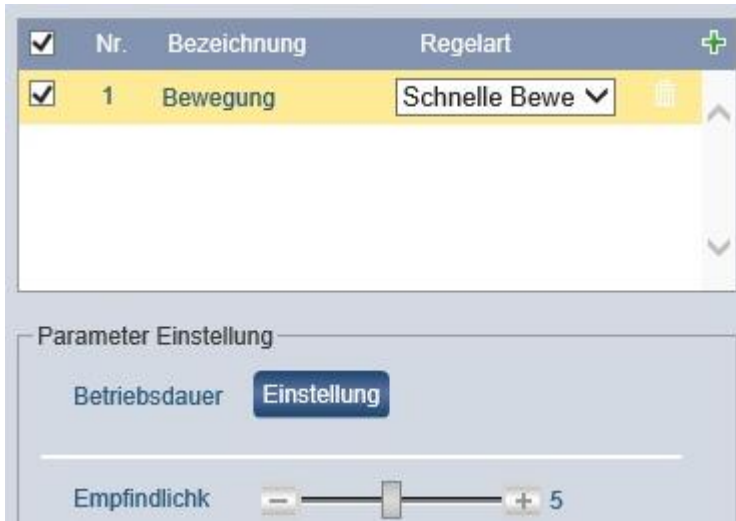 Nr. Bezeichnung Regelart
1 Bewegung Schnelle Bewe
Parameter Einstellung
Betriebsdauer Einstellung
Empfindlichk 5